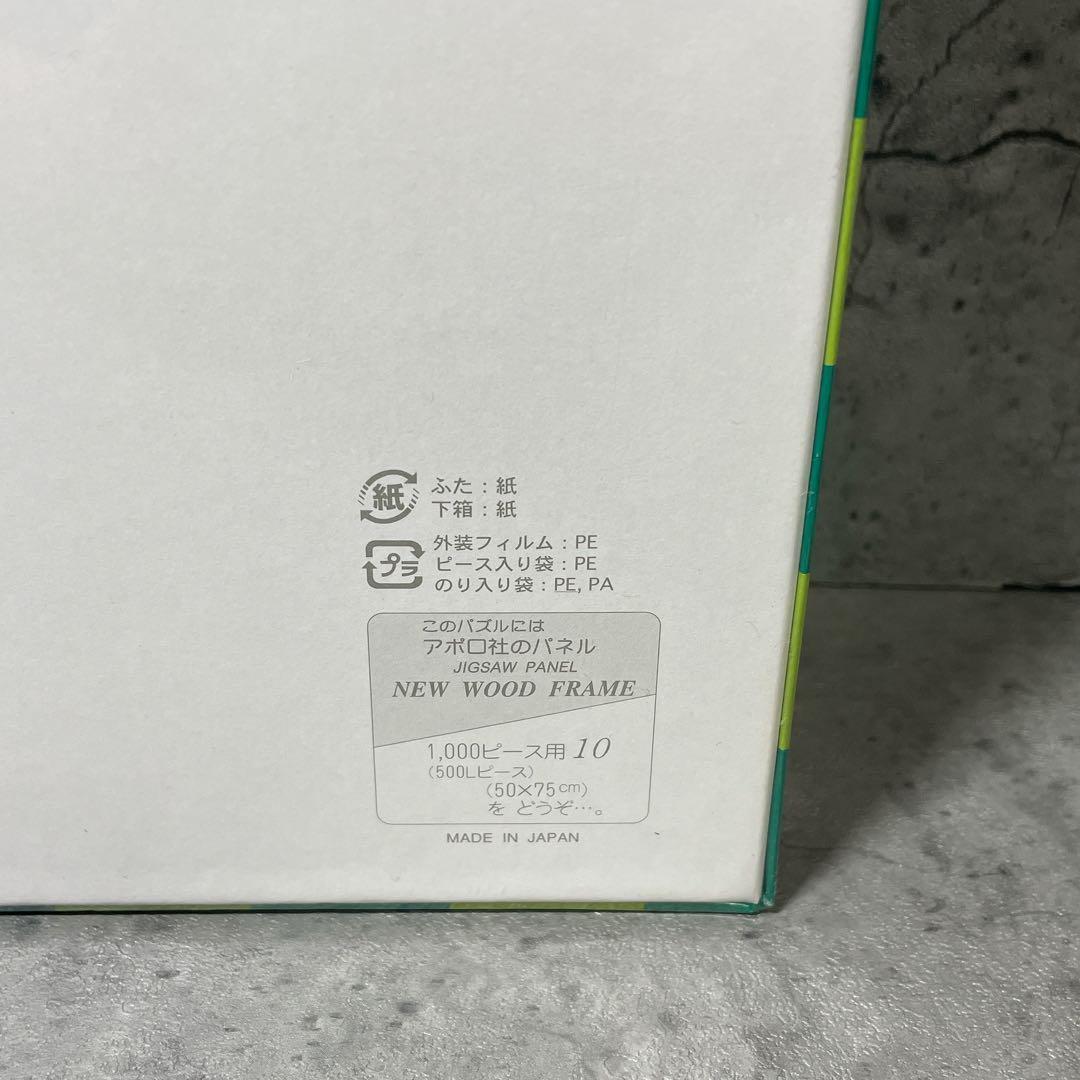 紙
ふた：紙
下箱：紙
プラ
外装フィルム：PE
ピース入り袋：PE
のり入り袋：PE, PA
このパズルには
アポロ社のパネル
JIGSAW PANEL
NEW WOOD FRAME
1,000ピース用 10
(500Lピース)
(50×75cm)
を どうぞ…。
MADE IN JAPAN